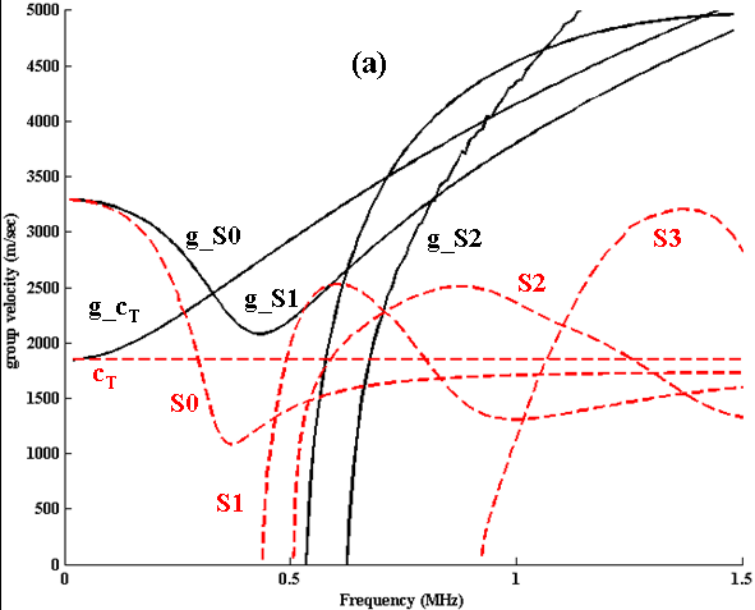 5000
(a)
4500
4000
3500
group velocity (m/sec)
3000
g_S0
g_S2
S3
2500
g_S1
S2
g_cT
2000
cT
1500
S0
1000
S1
500
0
0
0.5
1
1.5
Frequency (MHz)